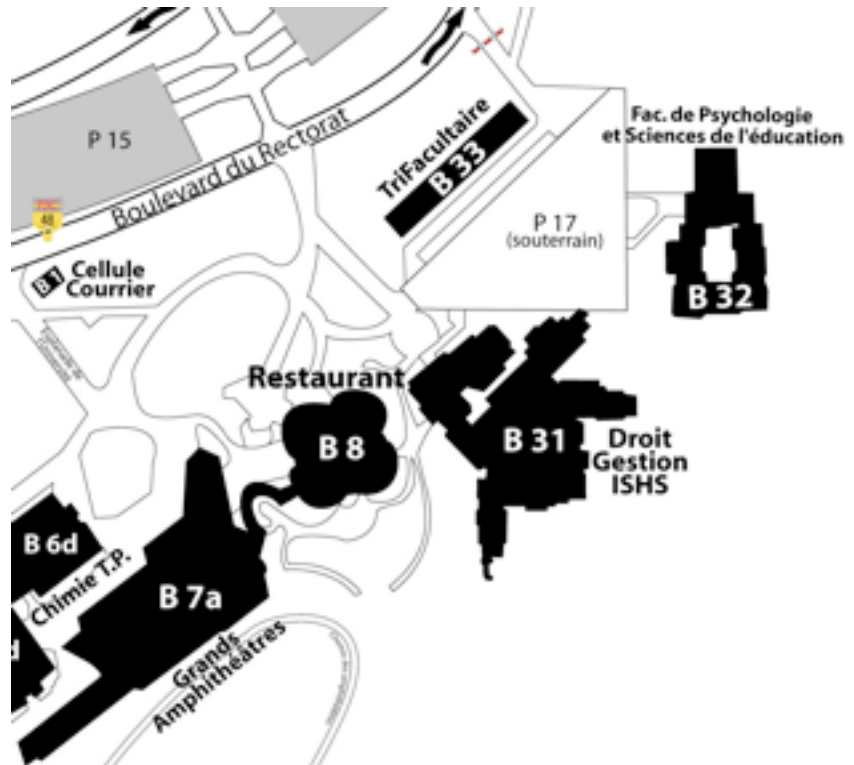 P 15
Boulevard du Rectorat
TriFacultaire
B 33
Fac. de Psychologie
et Sciences de l'éducation
P 17
(souterrain)
48
B 1
Cellule
Courrier
B 32
Restaurant
B 8
B 31
Droit
Gestion
ISHS
B 6d
Chimie T.P.
B 7a
d
Grands
Amphithéâtres